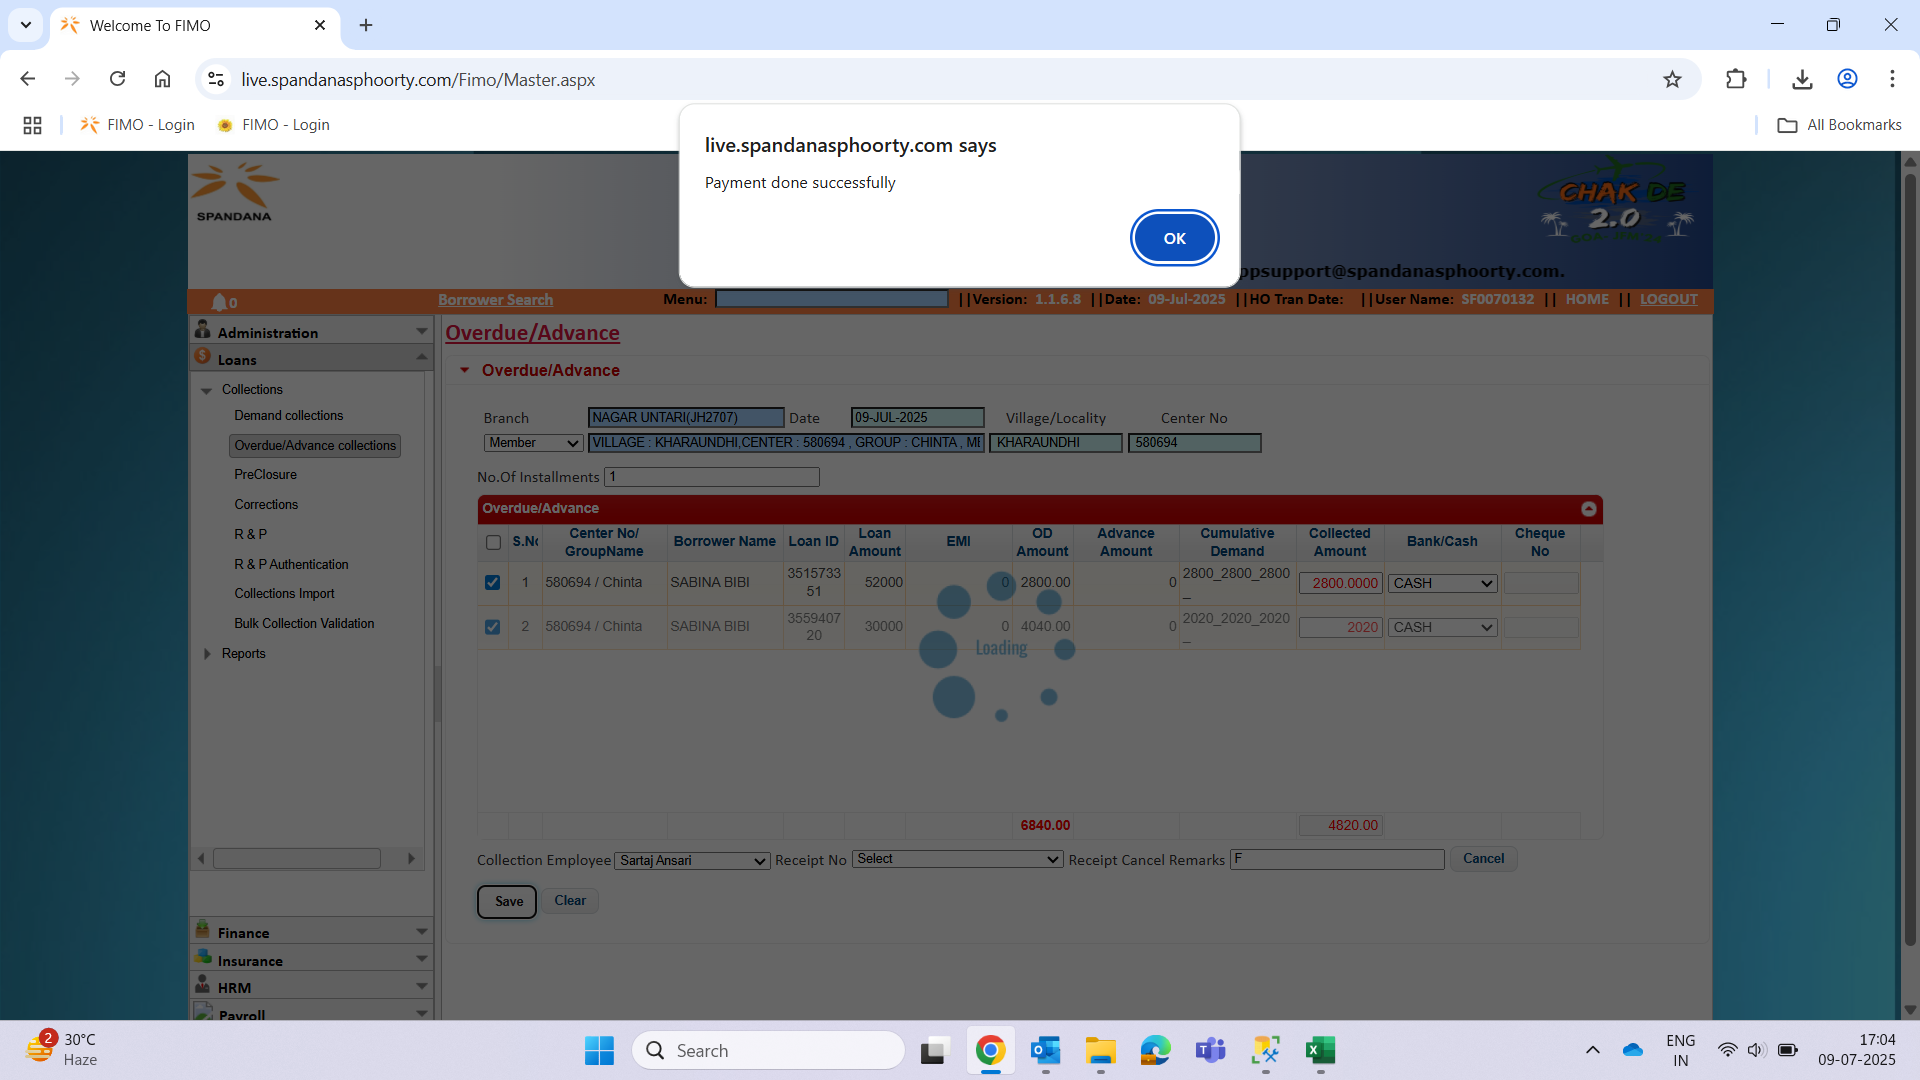 Welcome To FIMO
live.spandanasphoorty.com/Fimo/Master.aspx
FIMO - Login
FIMO - Login
All Bookmarks
live.spandanasphoorty.com says
Payment done successfully
OK
SPANDANA
CHAK DE
2.0
ppsupport@spandanasphoorty.com.
0 Borrower Search Menu: ||Version: 1.1.6.8 ||Date: 09-Jul-2025 ||HO Tran Date: ||User Name: SF0070132 || HOME || LOGOUT
Administration
Loans
Collections
Demand collections
Overdue/Advance collections
PreClosure
Corrections
R & P
R & P Authentication
Collections Import
Bulk Collection Validation
Reports
Finance
Insurance
HRM
Payroll
Overdue/Advance
Overdue/Advance
Branch NAGAR UNTARI(JH2707) Date 09-JUL-2025 Village/Locality Center No
Member VILLAGE : KHARAUNDHI,CENTER : 580694 , GROUP : CHINTA , ME KHARAUNDHI 580694
No.Of Installments 1
Overdue/Advance
S.No Center No/ GroupName Borrower Name Loan ID Loan Amount EMI OD Amount Advance Amount Cumulative Demand Collected Amount Bank/Cash Cheque No
1 580694 / Chinta SABINA BIBI 351573351 52000 0 2800.00 0 2800_2800_2800_ 2800.0000 CASH
2 580694 / Chinta SABINA BIBI 355940720 30000 0 4040.00 0 2020_2020_2020_ 2020 CASH
Loading
6840.00 4820.00
Collection Employee Sartaj Ansari Receipt No Select Receipt Cancel Remarks F Cancel
Save Clear
2
30°C
Haze
Search
ENG
IN
17:04
09-07-2025